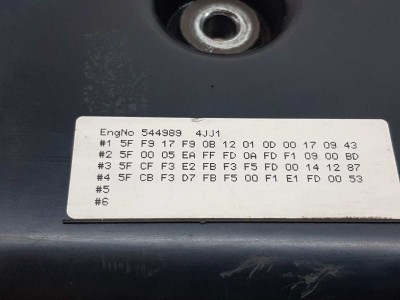 EngNo 544989 4JJ1
#1 5F F9 17 F9 0B 12 01 0D 00 17 09 43
#2 5F 00 05 EA FF FD 0A FD F1 09 00 BD
#3 5F CF F3 E2 FB F3 F5 FD 00 14 12 87
#4 5F CB F3 D7 FB F5 00 F1 E1 FD 00 53
#5
#6